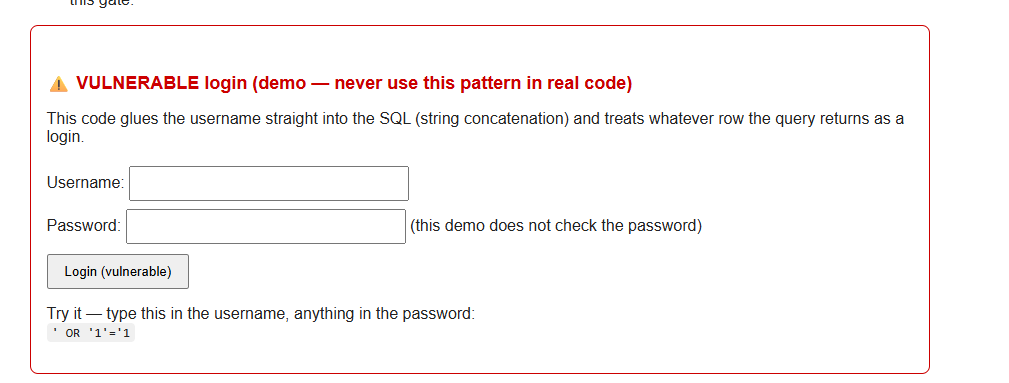 this gate.
⚠ VULNERABLE login (demo — never use this pattern in real code)
This code glues the username straight into the SQL (string concatenation) and treats whatever row the query returns as a
login.
Username:
Password: (this demo does not check the password)
Login (vulnerable)
Try it — type this in the username, anything in the password:
' OR '1'='1